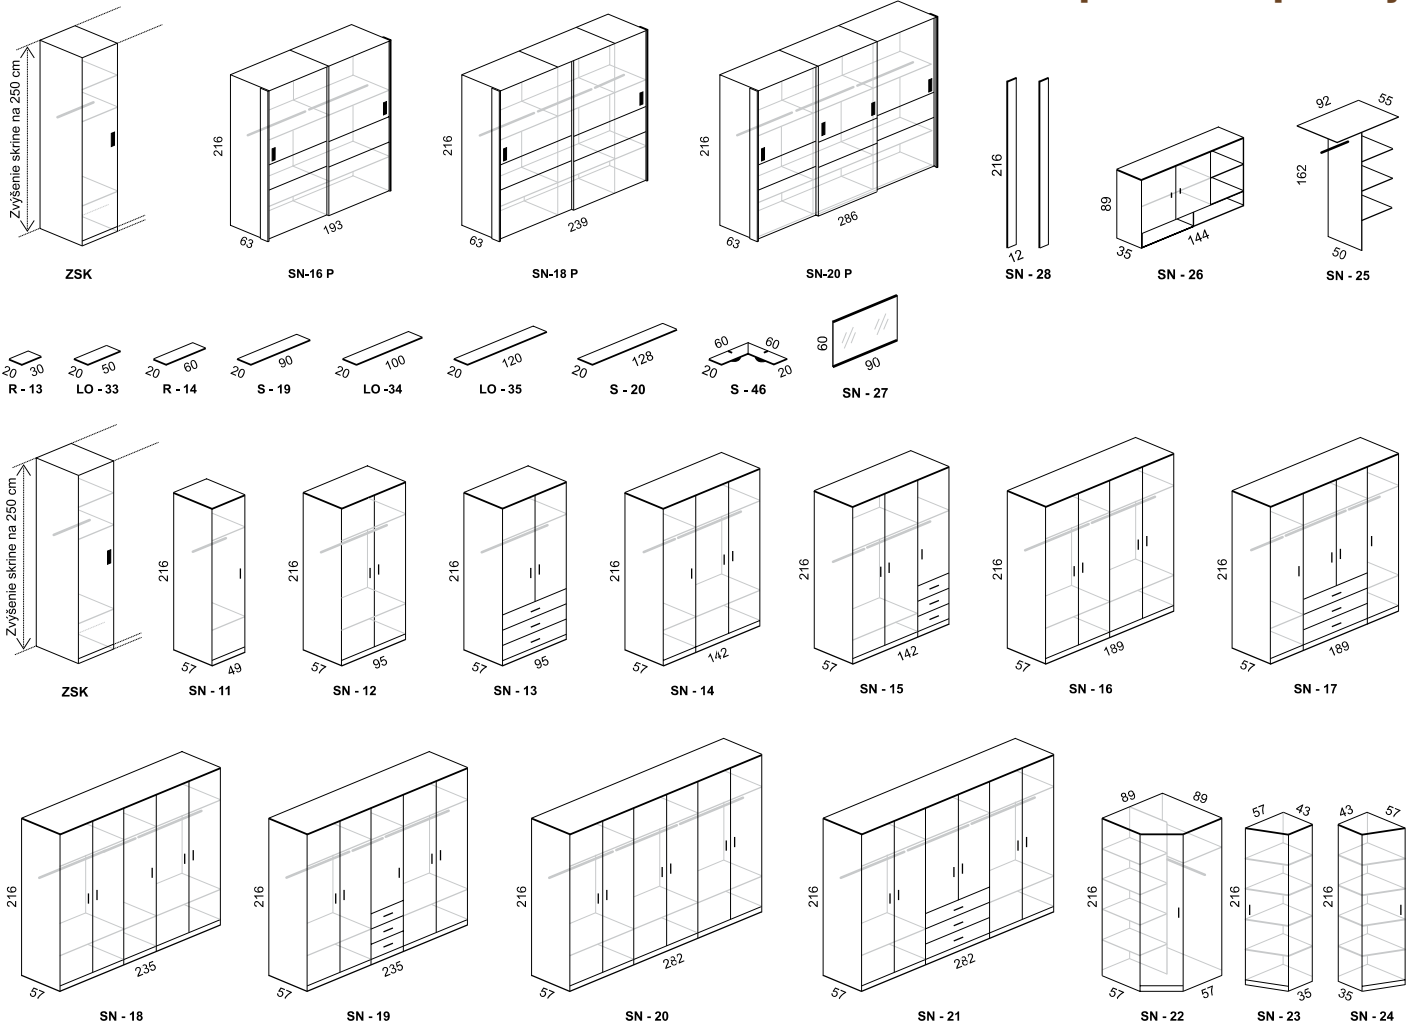 Zvýšenie skrine na 250 cm
ZSK
216
63
193
SN-16 P
216
63
239
SN-18 P
216
63
286
SN-20 P
216
12
SN - 28
89
35
144
SN - 26
92
55
162
50
SN - 25
20 30
R - 13
20 50
LO - 33
20 60
R - 14
20 90
S - 19
20 100
LO - 34
20 120
LO - 35
20 128
S - 20
60 60
20 20
S - 46
60
90
SN - 27
Zvýšenie skrine na 250 cm
ZSK
216
57 49
SN - 11
216
57 95
SN - 12
216
57 95
SN - 13
216
57 142
SN - 14
216
57 142
SN - 15
216
57 189
SN - 16
216
57 189
SN - 17
216
57 235
SN - 18
216
57 235
SN - 19
216
57 282
SN - 20
216
57 282
SN - 21
89 89
216
57 57
SN - 22
57 43
216
35
SN - 23
43 57
216
35
SN - 24